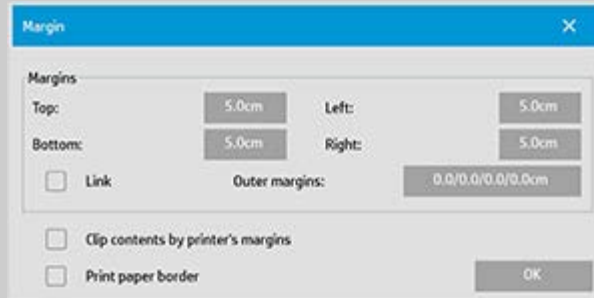 Margin
Margins
Top: 5.0cm Left: 5.0cm
Bottom: 5.0cm Right: 5.0cm
Link Outer margins: 0.0/0.0/0.0/0.0cm
Clip contents by printer's margins
Print paper border
OK